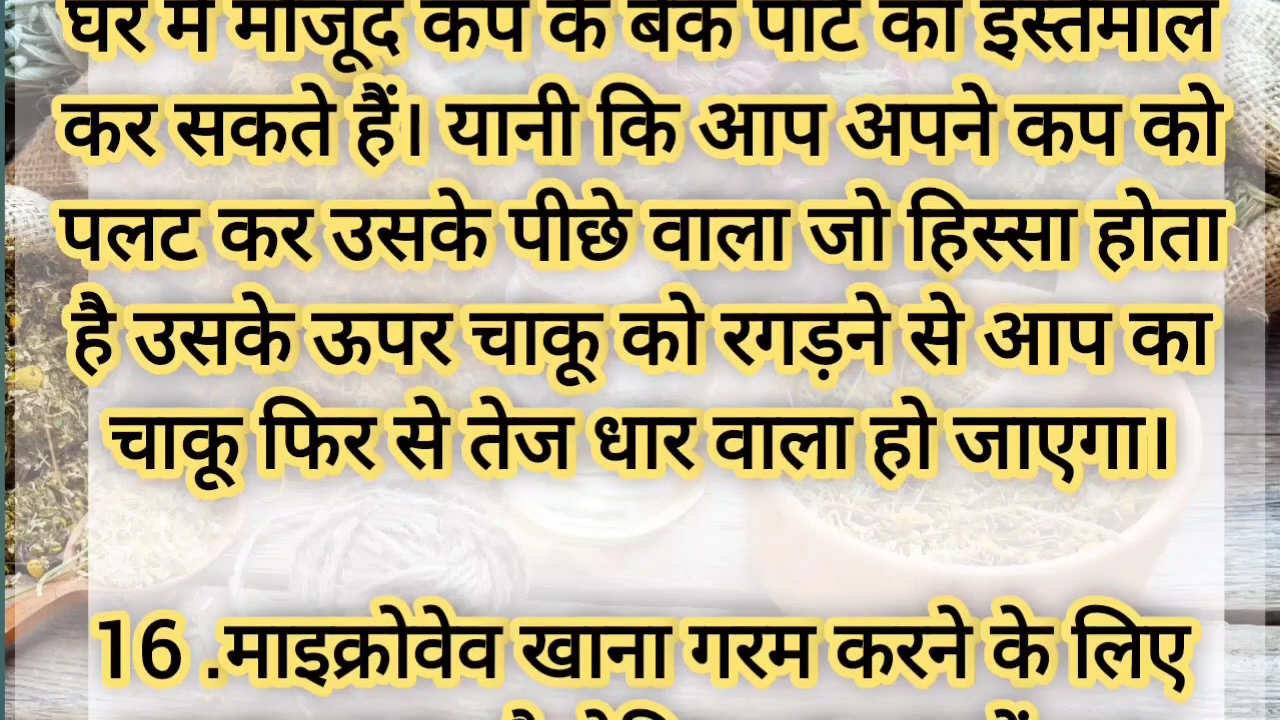 घर में मौजूद कप के बैक पार्ट का इस्तेमाल
कर सकते हैं। यानी कि आप अपने कप को
पलट कर उसके पीछे वाला जो हिस्सा होता
है उसके ऊपर चाकू को रगड़ने से आप का
चाकू फिर से तेज धार वाला हो जाएगा।
16 .माइक्रोवेव खाना गरम करने के लिए